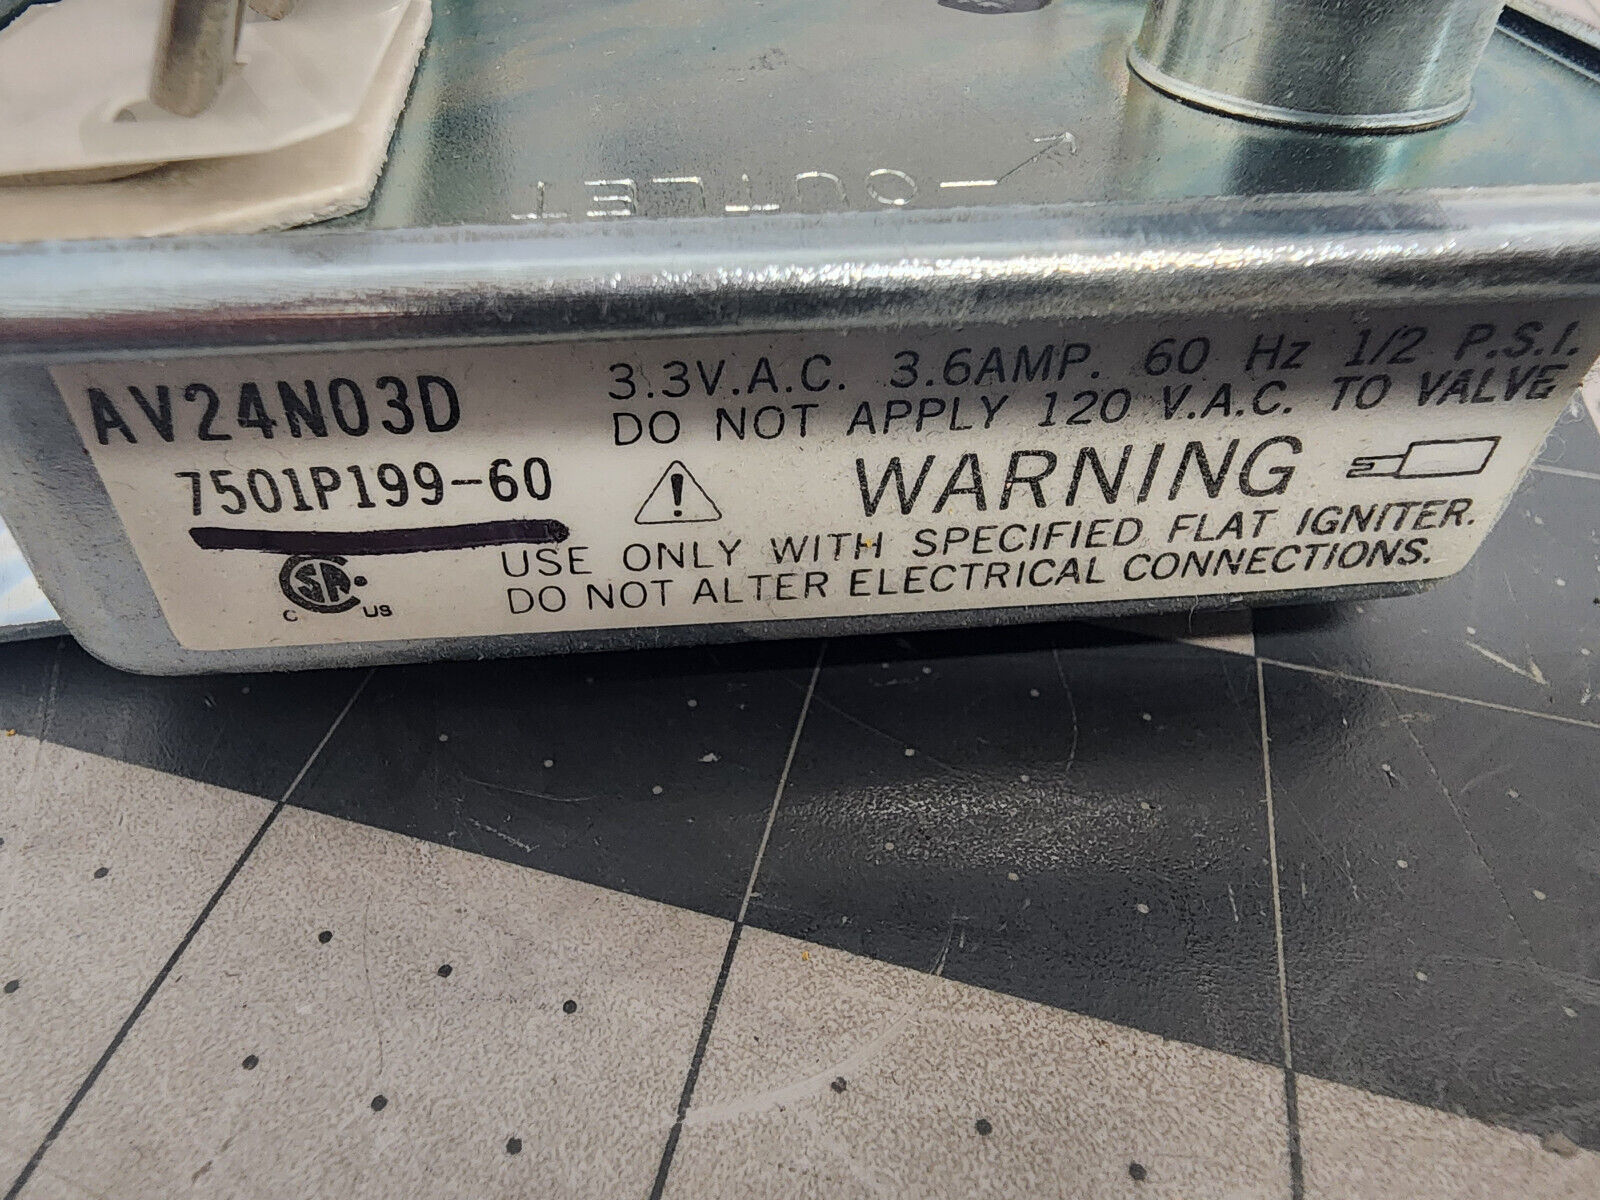 OUTLET
AV24N03D
7501P199-60
3.3V.A.C. 3.6AMP. 60 Hz 1/2 P.S.I.
DO NOT APPLY 120 V.A.C. TO VALVE
WARNING
USE ONLY WITH SPECIFIED FLAT IGNITER.
DO NOT ALTER ELECTRICAL CONNECTIONS.
C SA US